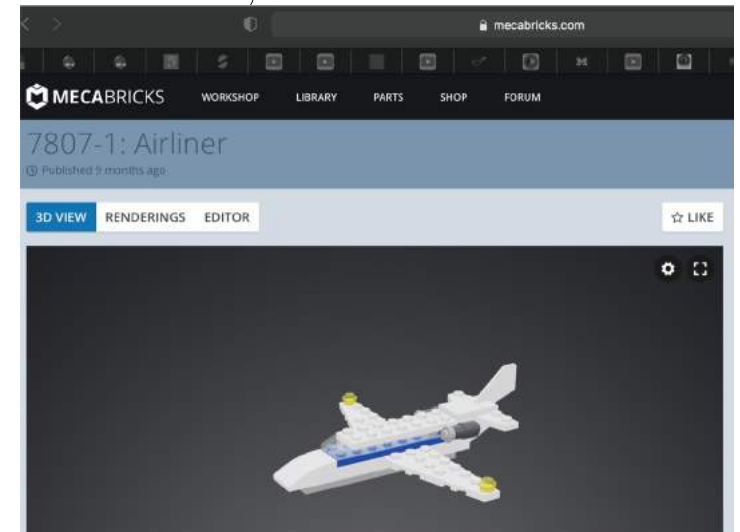 mecabricks.com
MECABRICKS WORKSHOP LIBRARY PARTS SHOP FORUM
7807-1: Airliner
Published 9 months ago
3D VIEW RENDERINGS EDITOR LIKE